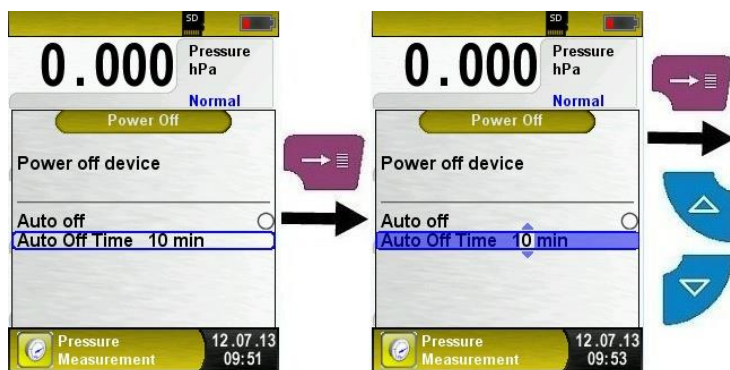 SD
0.000 Pressure
hPa
Normal
Power Off
Power off device
Auto off
Auto Off Time 10 min
Pressure
Measurement
12.07.13
09:51
SD
0.000 Pressure
hPa
Normal
Power Off
Power off device
Auto off
Auto Off Time 10 min
Pressure
Measurement
12.07.13
09:53